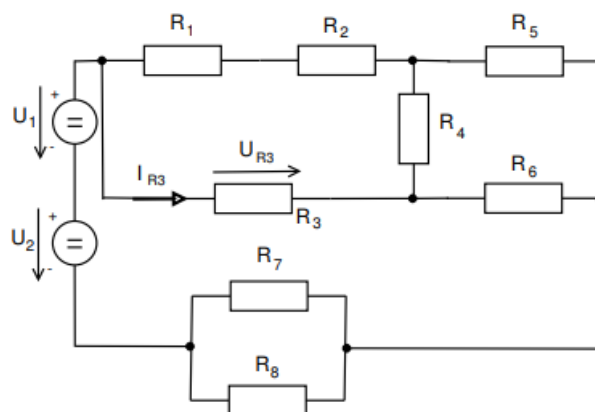 R1
R2
R5
+
U1
-
=
R4
UR3
IR3
R6
R3
+
U2
-
=
R7
R8